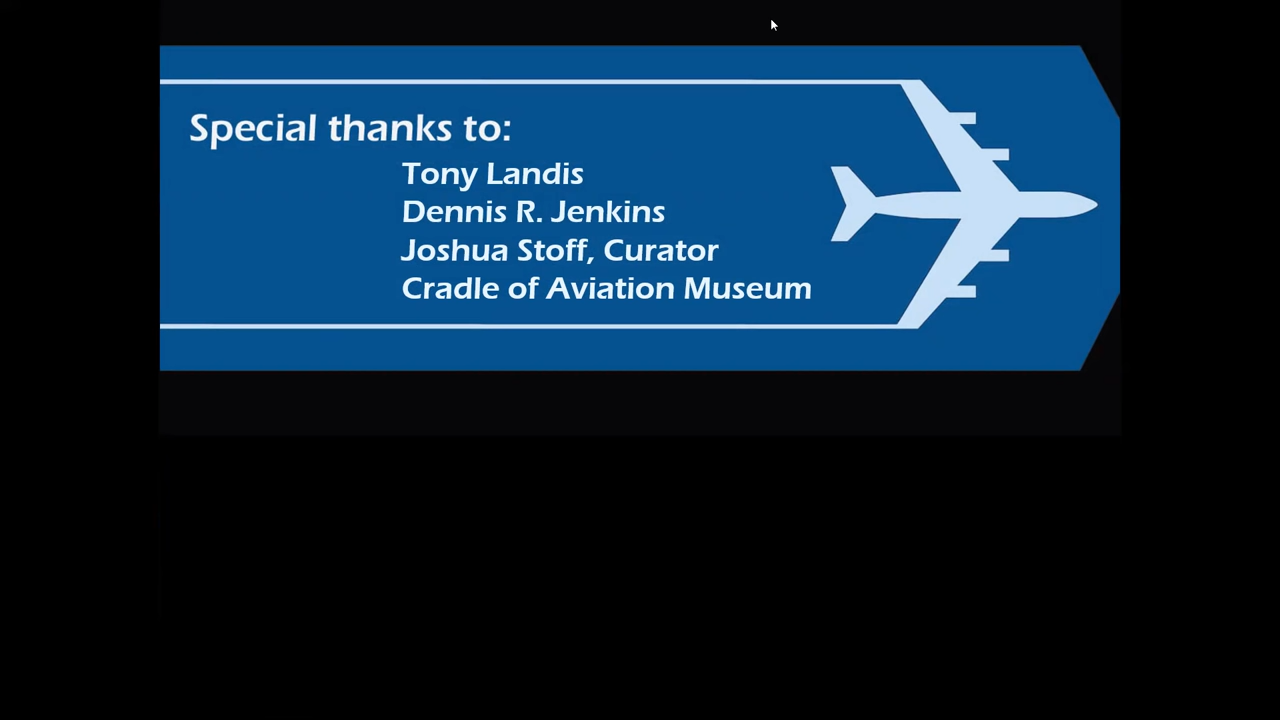 Special thanks to:
Tony Landis
Dennis R. Jenkins
Joshua Stoff, Curator
Cradle of Aviation Museum